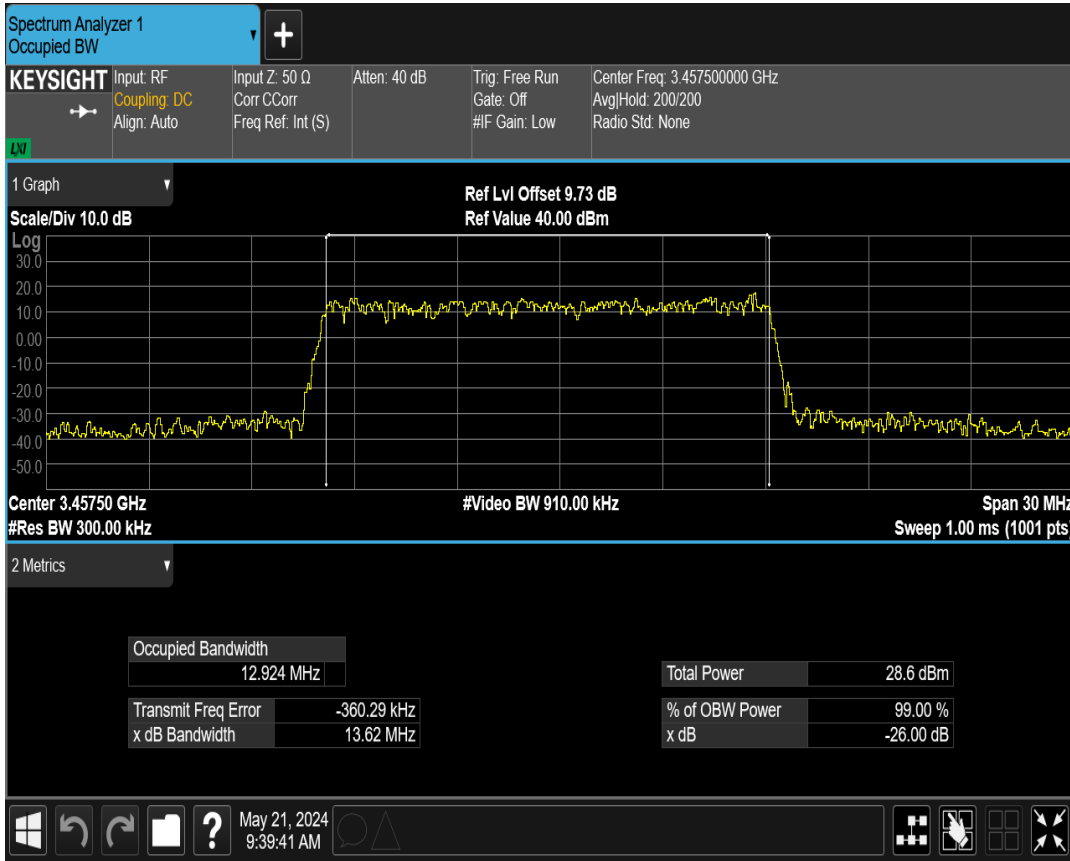 Spectrum Analyzer 1
Occupied BW
+
KEYSIGHT
LXI
Input: RF
Coupling: DC
Align: Auto
Input Z: 50 Ω
Corr CCorr
Freq Ref: Int (S)
Atten: 40 dB
Trig: Free Run
Gate: Off
#IF Gain: Low
Center Freq: 3.457500000 GHz
Avg|Hold: 200/200
Radio Std: None
1 Graph
Scale/Div 10.0 dB
Ref Lvl Offset 9.73 dB
Ref Value 40.00 dBm
Log
30.0
20.0
10.0
0.00
-10.0
-20.0
-30.0
-40.0
-50.0
Center 3.45750 GHz
#Video BW 910.00 kHz
Span 30 MHz
#Res BW 300.00 kHz
Sweep 1.00 ms (1001 pts)
2 Metrics
Occupied Bandwidth
12.924 MHz
Total Power 28.6 dBm
Transmit Freq Error -360.29 kHz
% of OBW Power 99.00 %
x dB Bandwidth 13.62 MHz
x dB -26.00 dB
?
May 21, 2024
9:39:41 AM